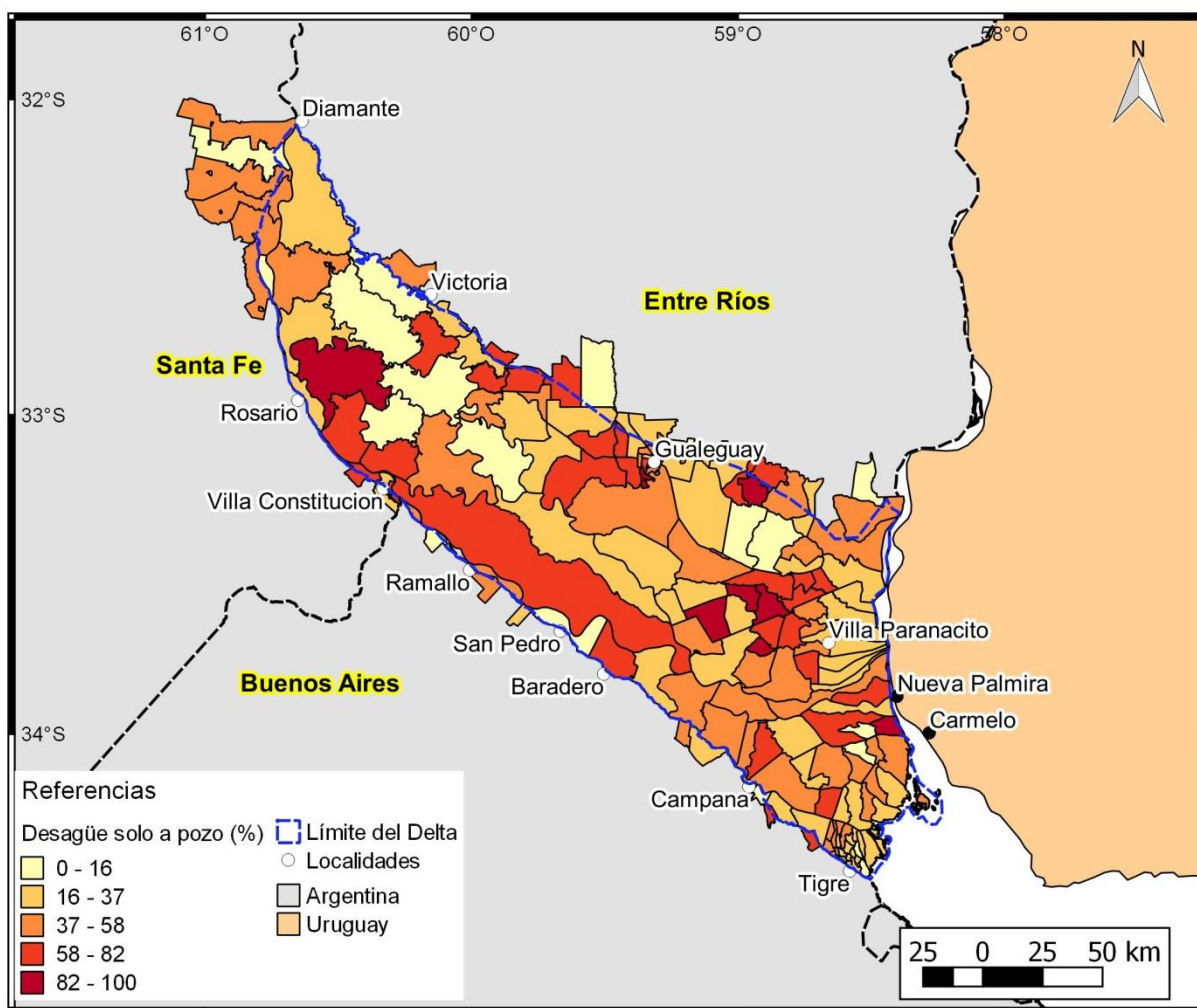 61°O
60°O
59°O
58°O
N
32°S
Diamante
Victoria
Entre Ríos
Santa Fe
33°S
Rosario
Gualeguay
Villa Constitucion
Ramallo
San Pedro
Villa Paranacito
Buenos Aires
Baradero
Nueva Palmira
34°S
Carmelo
Campana
Tigre
Referencias
Desagüe solo a pozo (%)
0 - 16
16 - 37
37 - 58
58 - 82
82 - 100
Límite del Delta
Localidades
Argentina
Uruguay
25 0 25 50 km